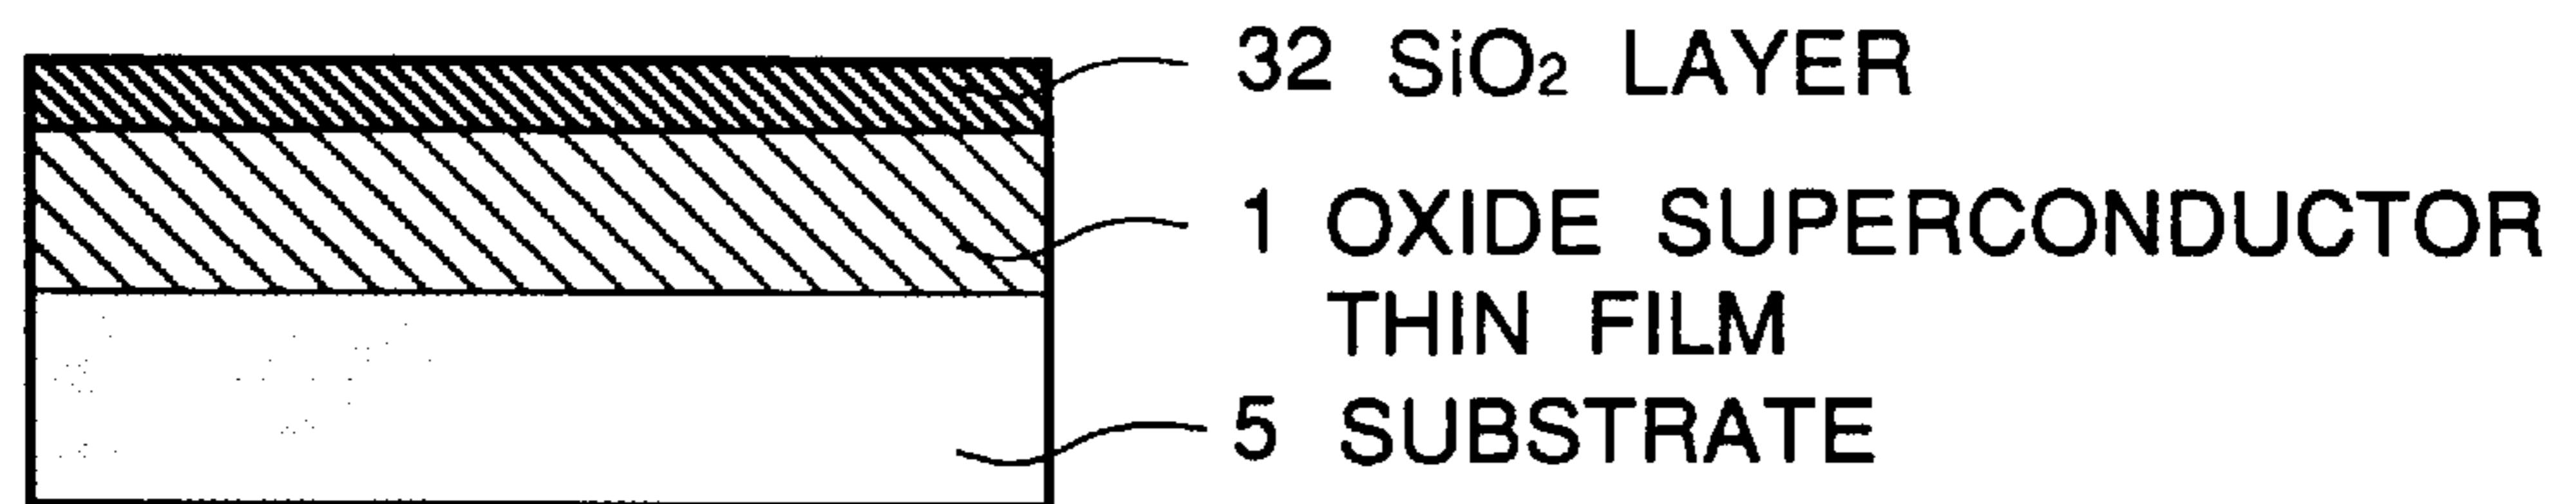 32 SiO₂ LAYER
1 OXIDE SUPERCONDUCTOR
THIN FILM
5 SUBSTRATE